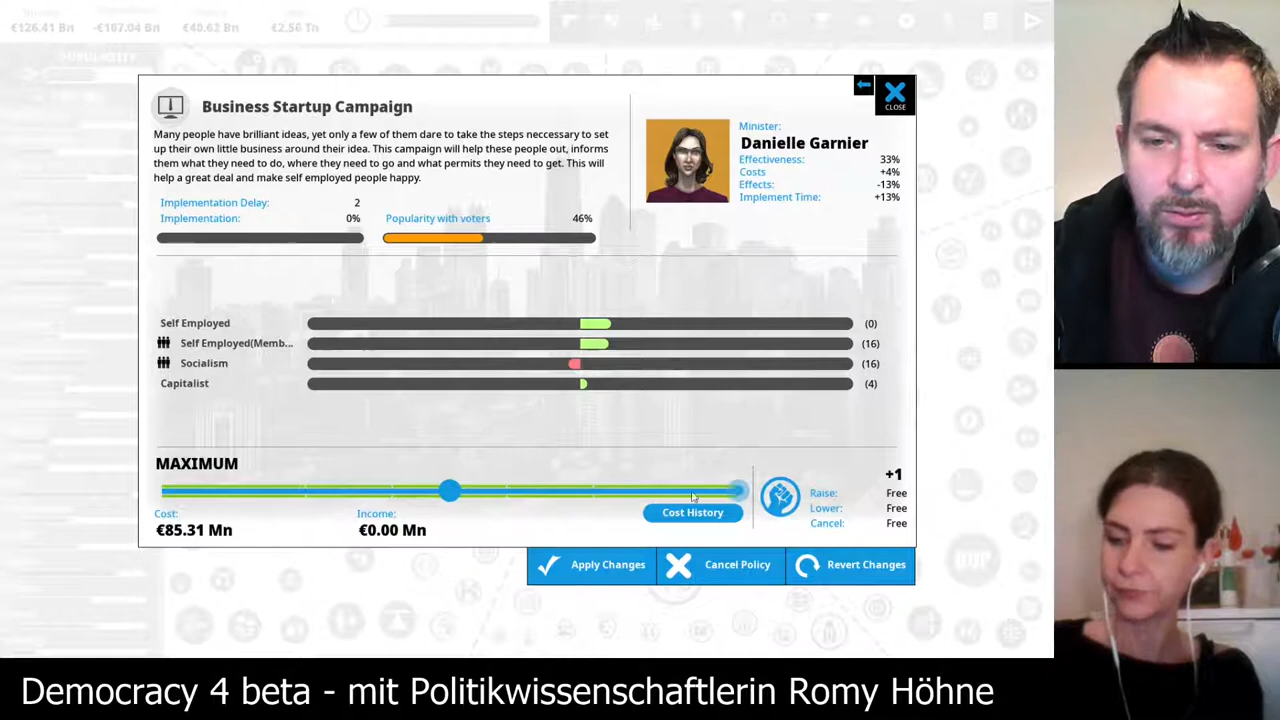 €126.41 Bn
-€107.04 Bn
€40.62 Bn
€2.56 Tn
Business Startup Campaign
CLOSE
Many people have brilliant ideas, yet only a few of them dare to take the steps neccessary to set
up their own little business around their idea. This campaign will help these people out, informs
them what they need to do, where they need to go and what permits they need to get. This will
help a great deal and make self employed people happy.
Minister:
Danielle Garnier
Effectiveness: 33%
Costs +4%
Effects: -13%
Implement Time: +13%
Implementation Delay: 2
Implementation: 0%
Popularity with voters 46%
Self Employed (0)
Self Employed(Memb... (16)
Socialism (16)
Capitalist (4)
MAXIMUM
Cost:
€85.31 Mn
Income:
€0.00 Mn
Cost History
+1
Raise: Free
Lower: Free
Cancel: Free
Apply Changes
Cancel Policy
Revert Changes
Democracy 4 beta - mit Politikwissenschaftlerin Romy Höhne